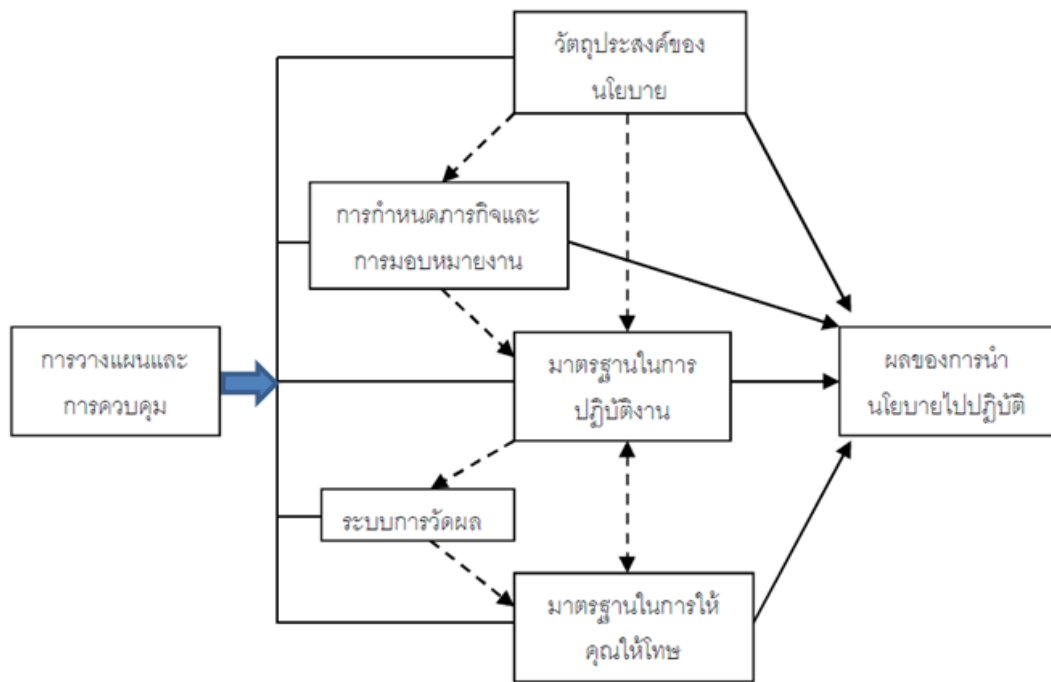 วัตถุประสงค์ของ
นโยบาย
การกำหนดภารกิจและ
การมอบหมายงาน
การวางแผนและ
การควบคุม
มาตรฐานในการ
ปฏิบัติงาน
ผลของการนำ
นโยบายไปปฏิบัติ
ระบบการวัดผล
มาตรฐานในการให้
คุณให้โทษ